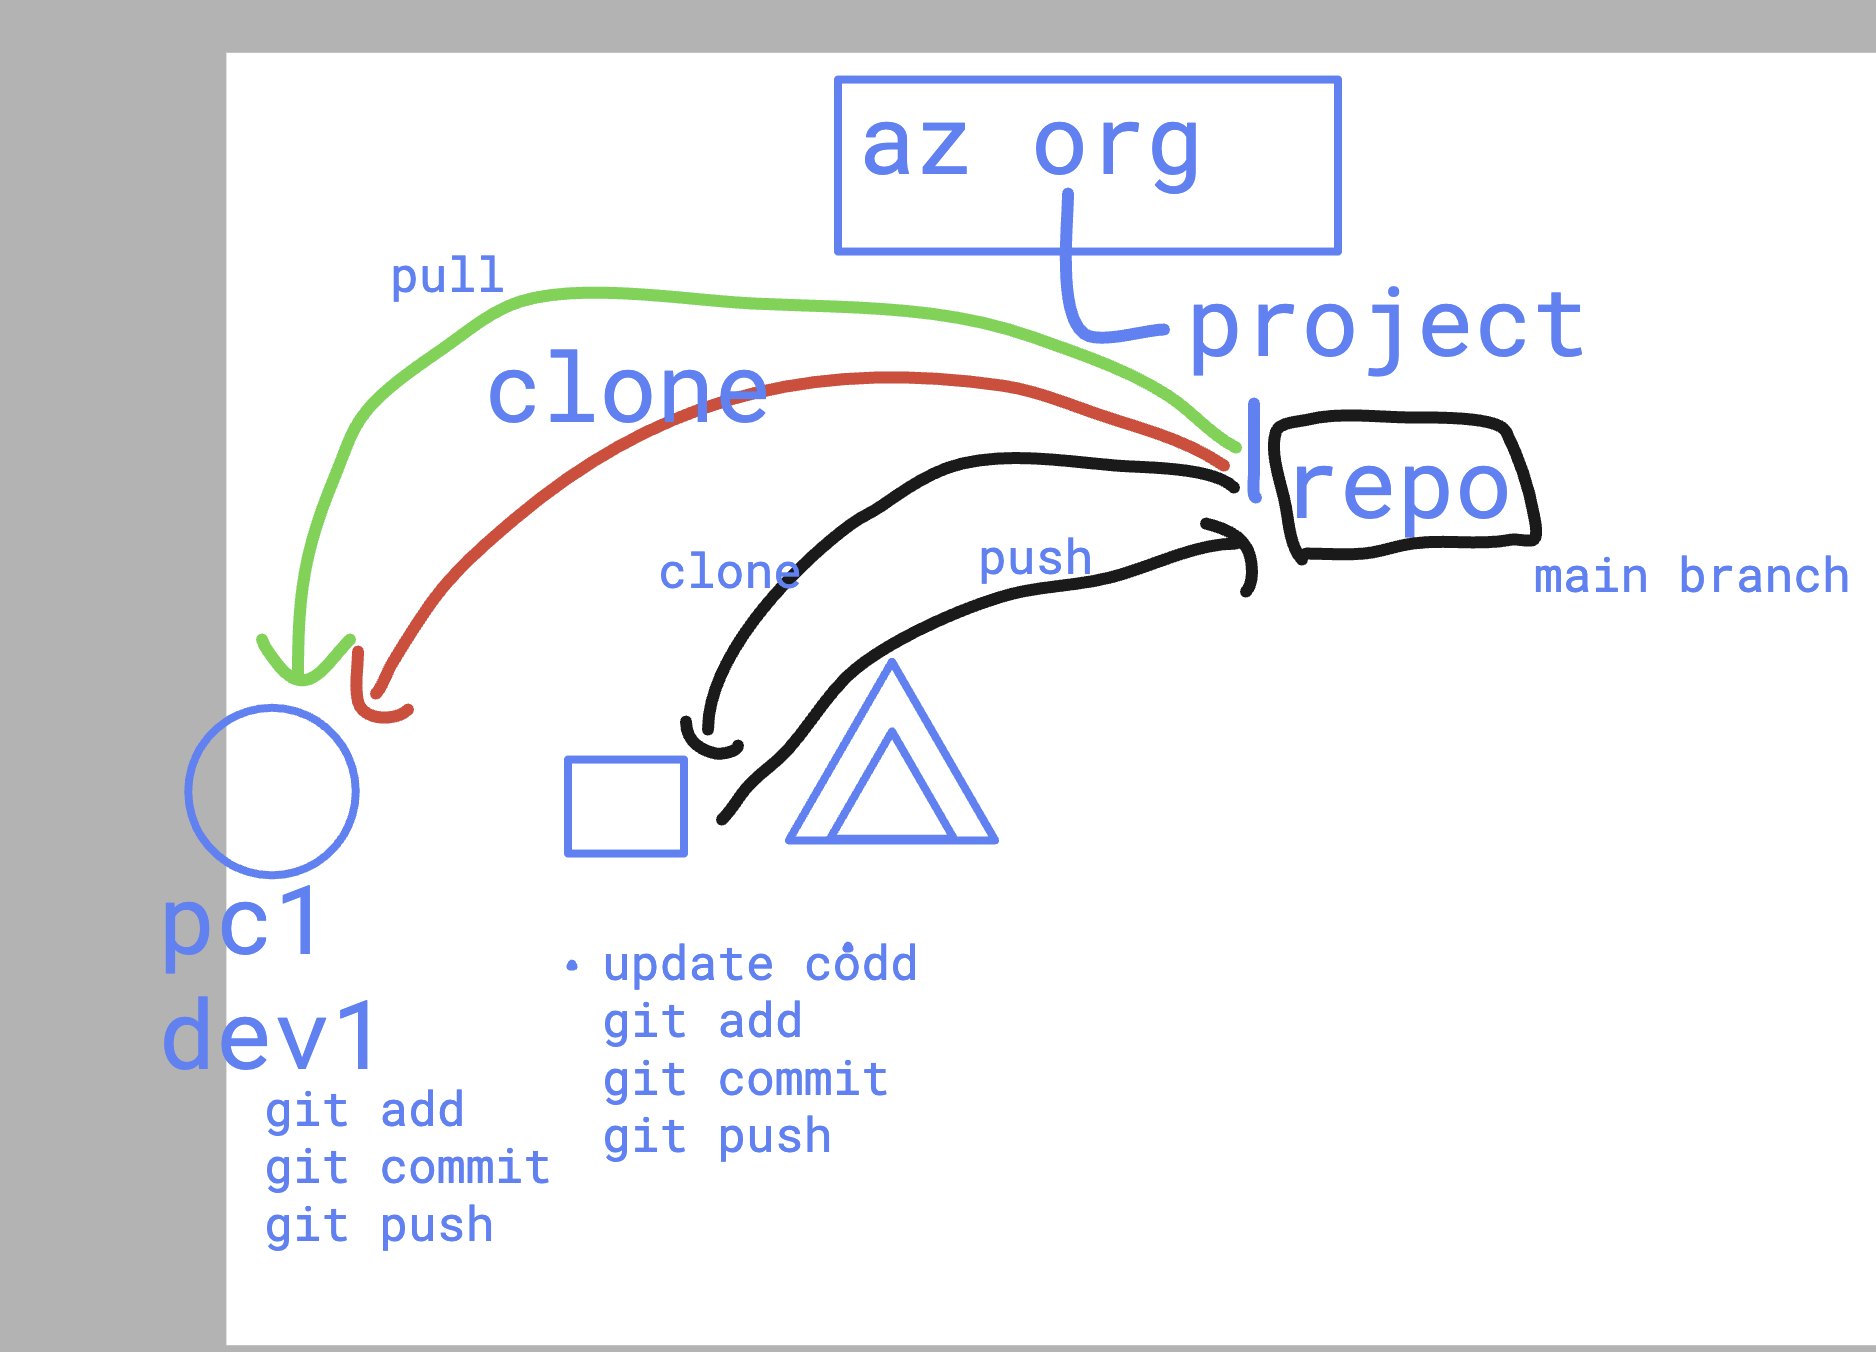 az org
pull
project
clone
repo
clone
push
main branch
pc1
dev1
git add
git commit
git push
update codd
git add
git commit
git push